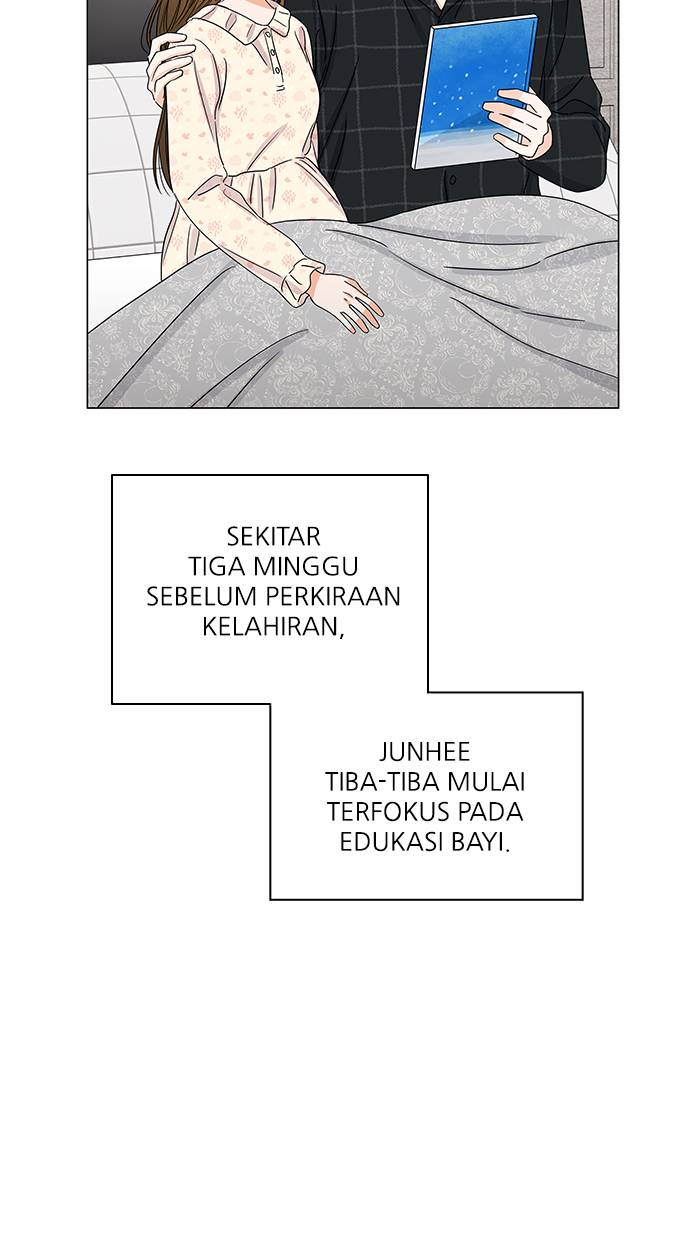 SEKITAR
TIGA MINGGU
SEBELUM PERKIRAAN
KELAHIRAN,
JUNHEE
TIBA-TIBA MULAI
TERFOKUS PADA
EDUKASI BAYI.